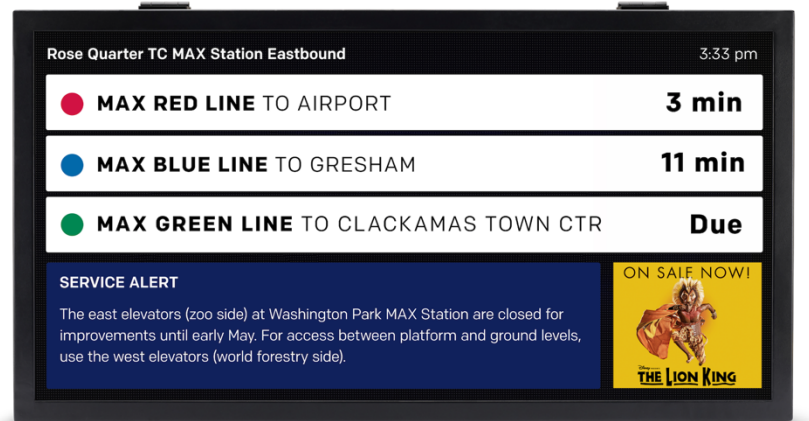 Rose Quarter TC MAX Station Eastbound 3:33 pm
MAX RED LINE TO AIRPORT 3 min
MAX BLUE LINE TO GRESHAM 11 min
MAX GREEN LINE TO CLACKAMAS TOWN CTR Due
SERVICE ALERT
The east elevators (zoo side) at Washington Park MAX Station are closed for
improvements until early May. For access between platform and ground levels,
use the west elevators (world forestry side).
ON SALE NOW!
Disney
THE LION KING